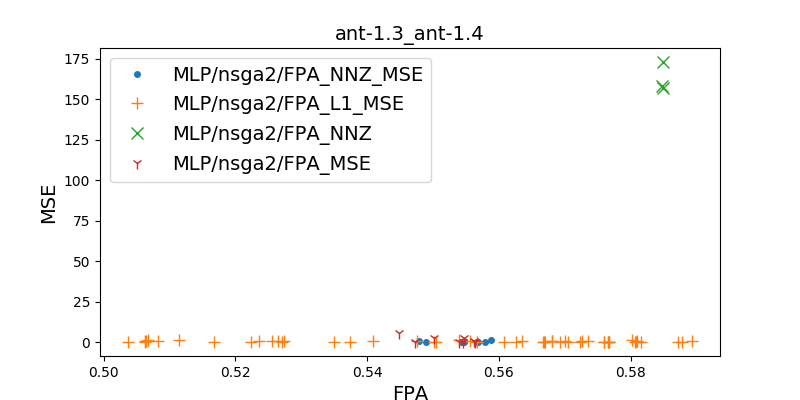 ant-1.3_ant-1.4
MLP/nsga2/FPA_NNZ_MSE
MLP/nsga2/FPA_L1_MSE
MLP/nsga2/FPA_NNZ
MLP/nsga2/FPA_MSE
MSE
175
150
125
100
75
50
25
0
0.50 0.52 0.54 0.56 0.58
FPA